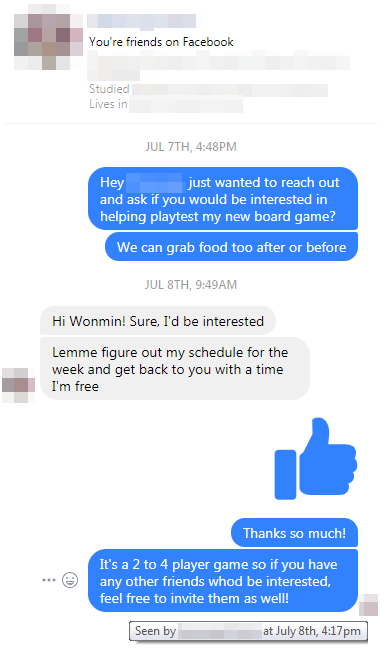 You're friends on Facebook
Studied
Lives in
JUL 7TH, 4:48PM
Hey just wanted to reach out
and ask if you would be interested in
helping playtest my new board game?
We can grab food too after or before
JUL 8TH, 9:49AM
Hi Wonmin! Sure, I'd be interested
Lemme figure out my schedule for the
week and get back to you with a time
I'm free
Thanks so much!
It's a 2 to 4 player game so if you have
any other friends whod be interested,
feel free to invite them as well!
Seen by at July 8th, 4:17pm